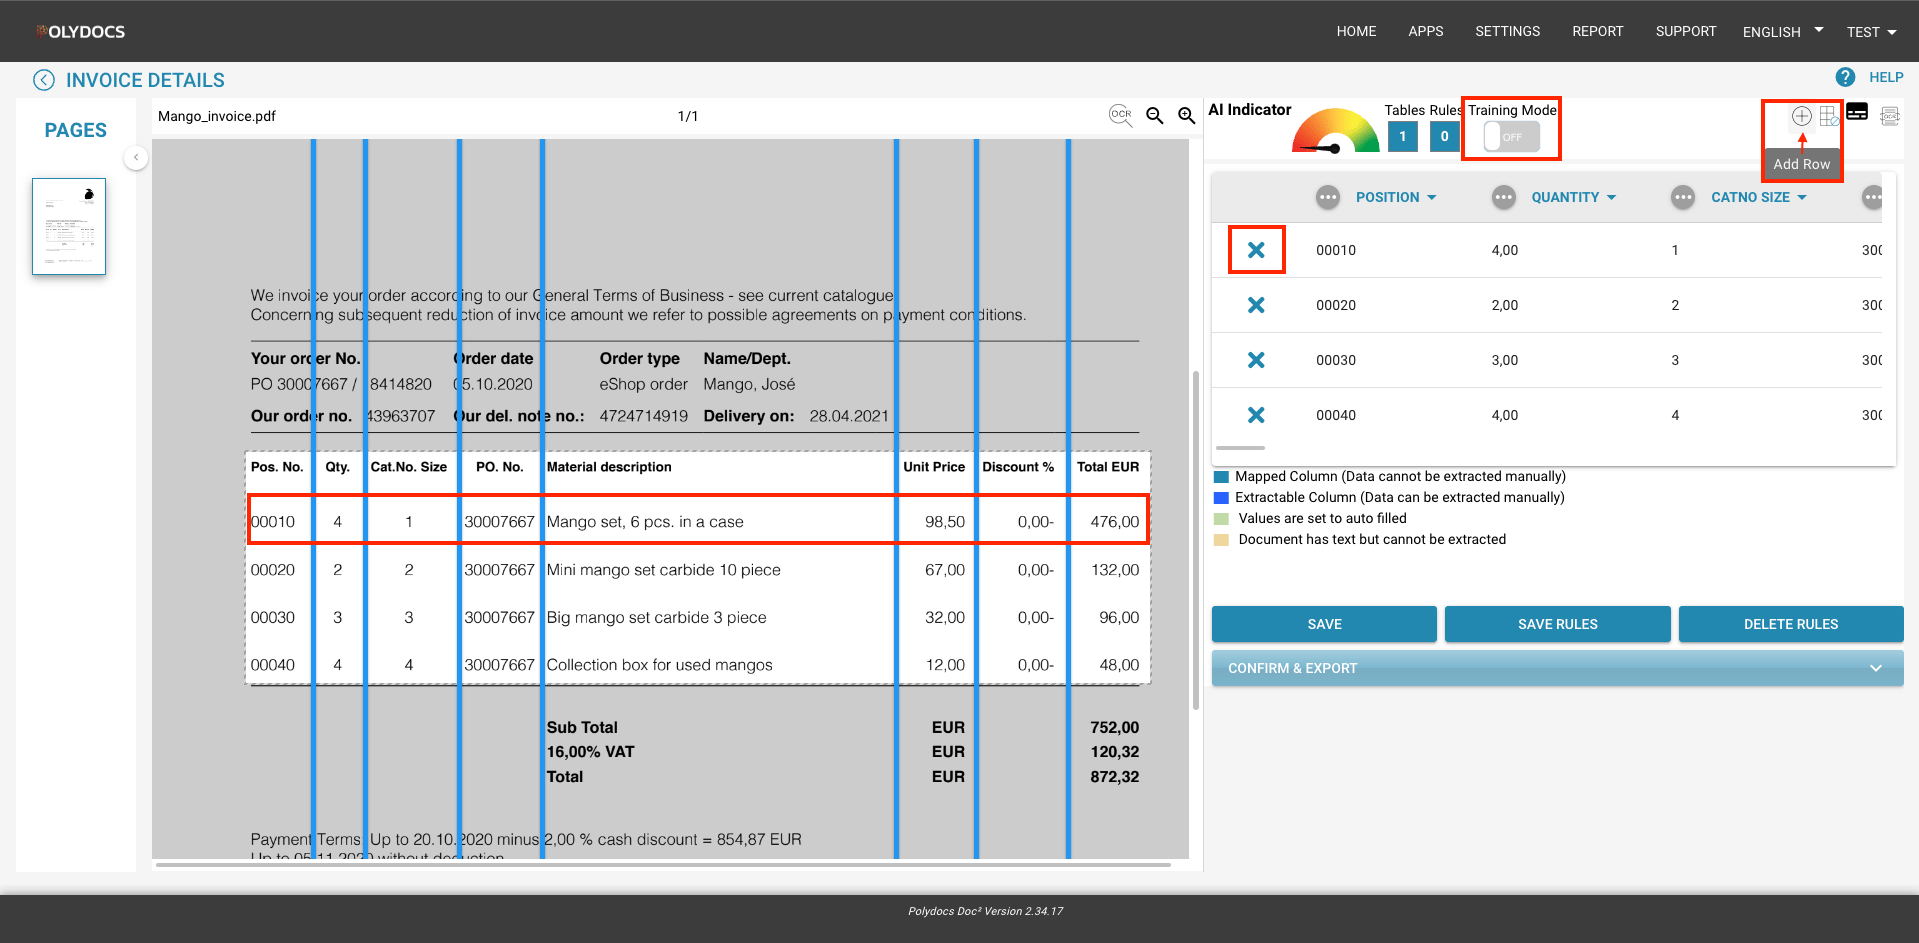 POLYDOCS
HOME APPS SETTINGS REPORT SUPPORT ENGLISH TEST
INVOICE DETAILS
HELP
PAGES
Mango_invoice.pdf 1/1
OCR
AI Indicator
Tables Rules Training Mode
1 0 OFF
OCR
Add Row
We invoice your order according to our General Terms of Business - see current catalogue
Concerning subsequent reduction of invoice amount we refer to possible agreements on payment conditions.
Your order No. Order date Order type Name/Dept.
PO 30007667 / 8414820 05.10.2020 eShop order Mango, José
Our order no. 43963707 Our del. note no.: 4724714919 Delivery on: 28.04.2021
Pos. No. Qty. Cat.No. Size PO. No. Material description Unit Price Discount % Total EUR
00010 4 1 30007667 Mango set, 6 pcs. in a case 98,50 0,00- 476,00
00020 2 2 30007667 Mini mango set carbide 10 piece 67,00 0,00- 132,00
00030 3 3 30007667 Big mango set carbide 3 piece 32,00 0,00- 96,00
00040 4 4 30007667 Collection box for used mangos 12,00 0,00- 48,00
Sub Total EUR 752,00
16,00% VAT EUR 120,32
Total EUR 872,32
Payment Terms: Up to 20.10.2020 minus 2,00 % cash discount = 854,87 EUR
Up to 05.11.2020 without deduction
POSITION QUANTITY CATNO SIZE
00010 4,00 1 300
00020 2,00 2 300
00030 3,00 3 300
00040 4,00 4 300
Mapped Column (Data cannot be extracted manually)
Extractable Column (Data can be extracted manually)
Values are set to auto filled
Document has text but cannot be extracted
SAVE SAVE RULES DELETE RULES
CONFIRM & EXPORT
Polydocs Doc² Version 2.34.17